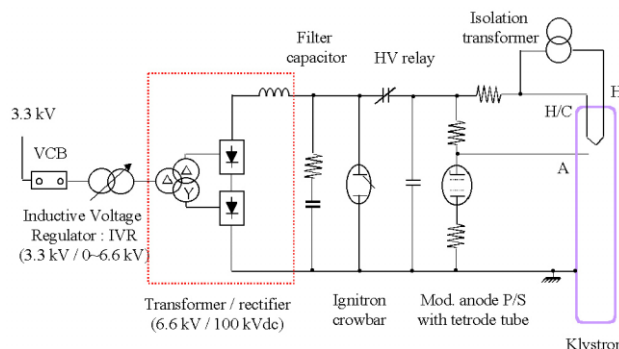 Isolation
transformer
Filter
capacitor
HV relay
H
H/C
3.3 kV
VCB
A
Δ
Δ
Y
Inductive Voltage
Regulator : IVR
(3.3 kV / 0~6.6 kV)
Transformer / rectifier
(6.6 kV / 100 kVdc)
Ignitron
crowbar
Mod. anode P/S
with tetrode tube
Klystron